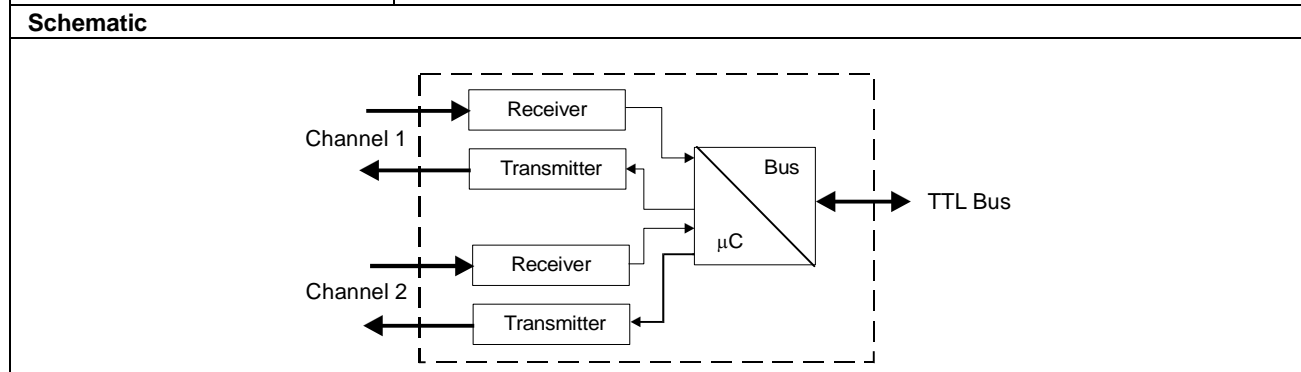 Schematic
Receiver
Channel 1
Transmitter
Bus
TTL Bus
μC
Receiver
Channel 2
Transmitter